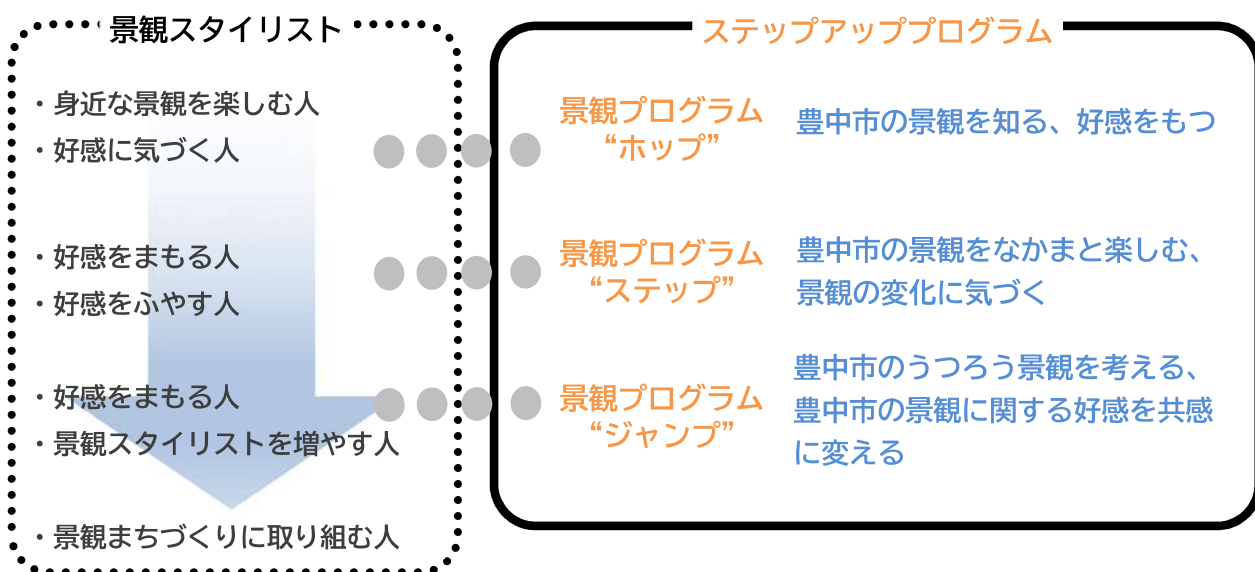 景観スタイリスト
・身近な景観を楽しむ人
・好感に気づく人
・好感をまもる人
・好感をふやす人
・好感をまもる人
・景観スタイリストを増やす人
・景観まちづくりに取り組む人
ステップアッププログラム
景観プログラム
“ホップ”
豊中市の景観を知る、好感をもつ
景観プログラム
“ステップ”
豊中市の景観をなかまと楽しむ、
景観の変化に気づく
景観プログラム
“ジャンプ”
豊中市のうつろう景観を考える、
豊中市の景観に関する好感を共感
に変える